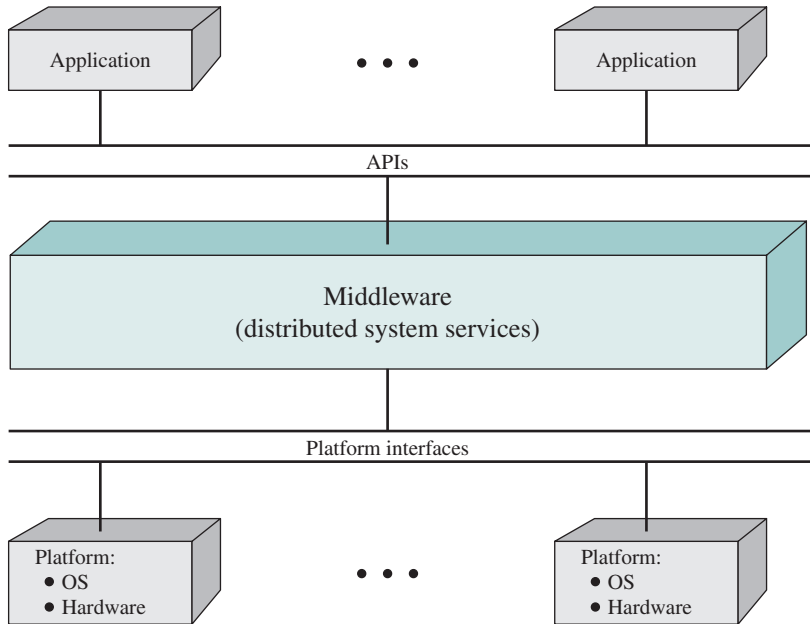 Application
Application
APIs
Middleware
(distributed system services)
Platform interfaces
Platform:
• OS
• Hardware
Platform:
• OS
• Hardware